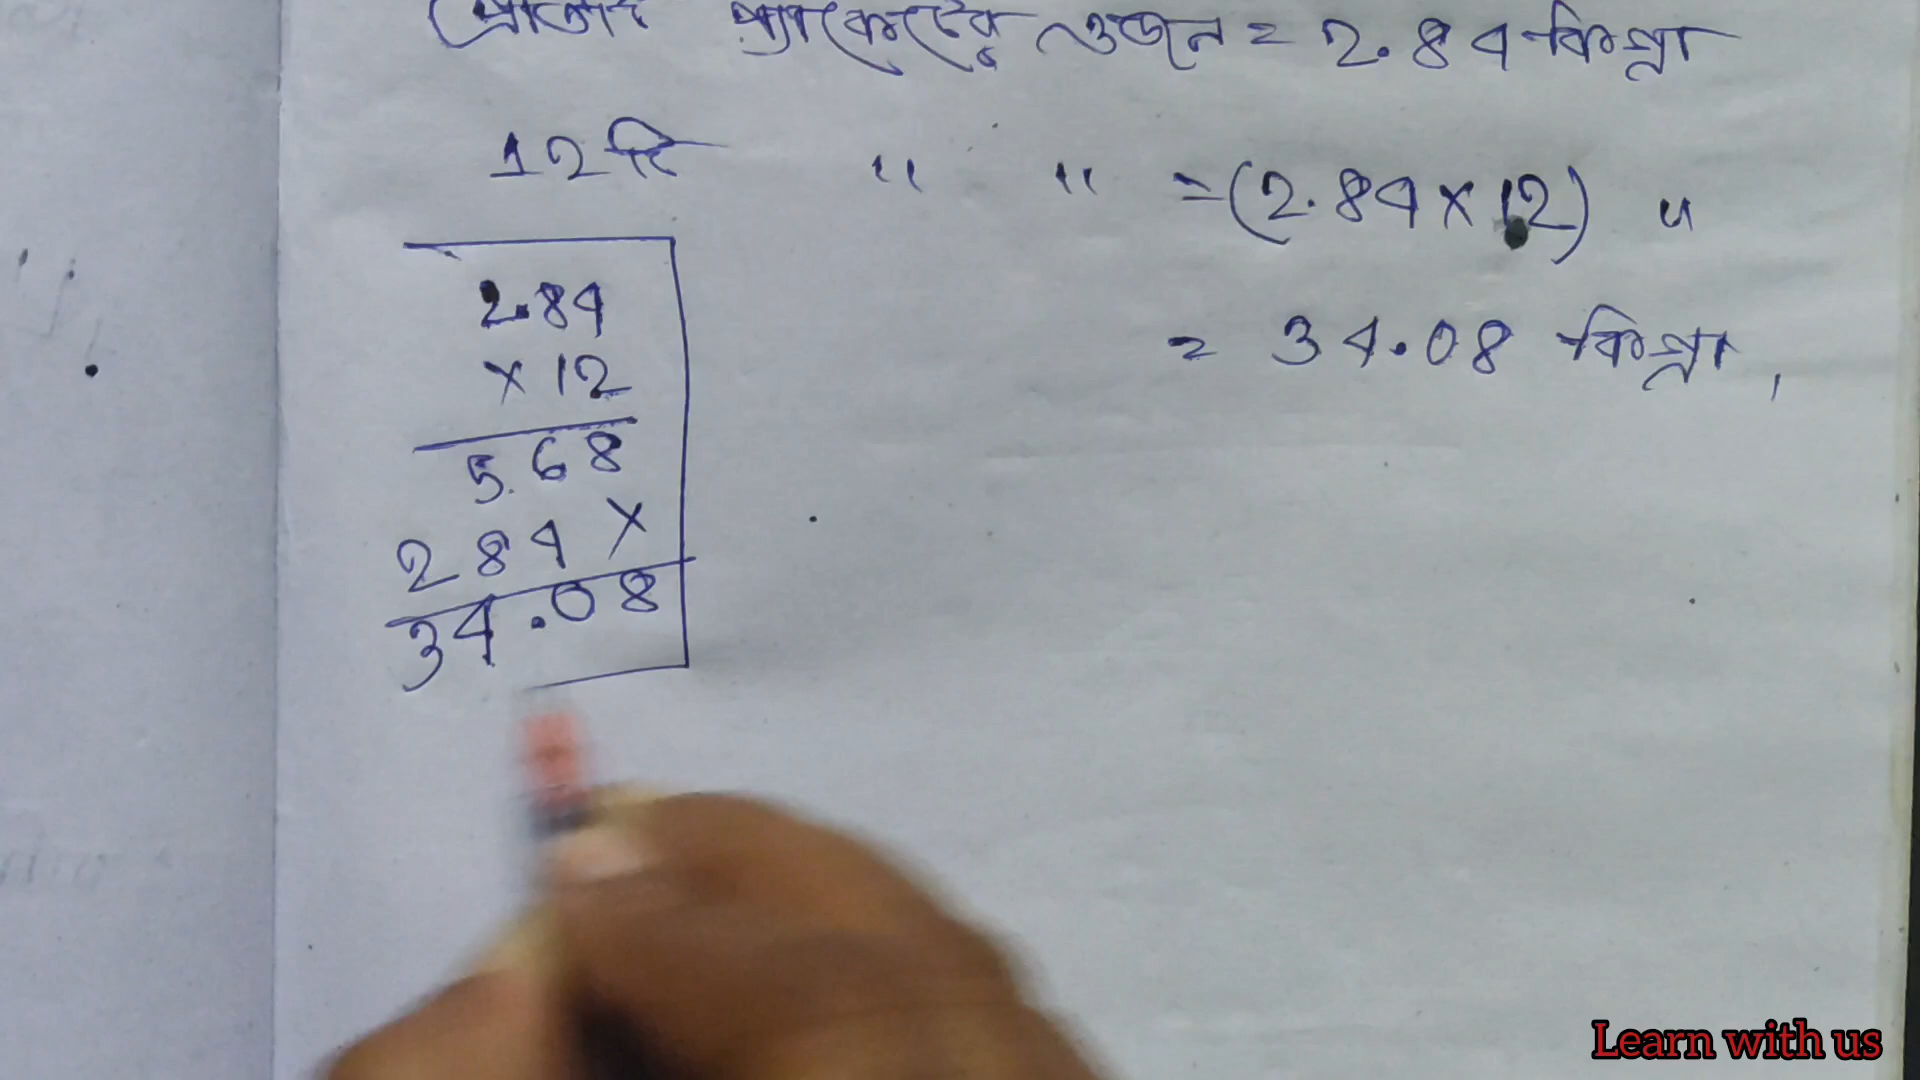 প্রতিটি প্যাকেটের ওজন = 2.84 কিগ্রা
12টি " " = (2.84 x 12) "
= 34.08 কিগ্রা,
2.84
x 12
5.68
284 x
34.08
Learn with us